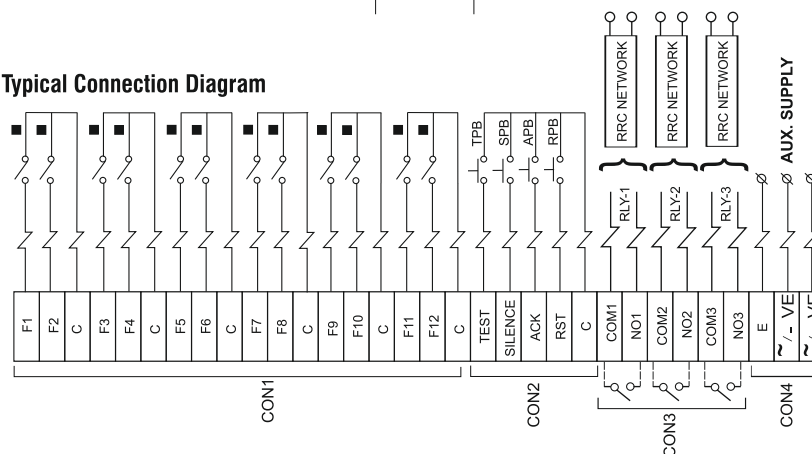 Typical Connection Diagram
TPB
SPB
APB
RPB
RRC NETWORK
RRC NETWORK
RRC NETWORK
AUX. SUPPLY
RLY-1
RLY-2
RLY-3
F1
F2
C
F3
F4
C
F5
F6
C
F7
F8
C
F9
F10
C
F11
F12
C
TEST
SILENCE
ACK
RST
C
COM1
NO1
COM2
NO2
COM3
NO3
E
~/- VE
CON1
CON2
CON3
CON4